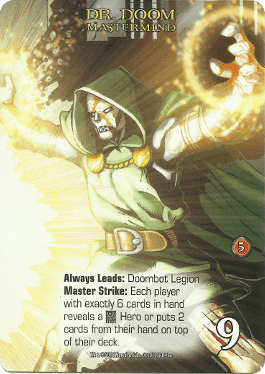 DR. DOOM
MASTERMIND
5
Always Leads: Doombot Legion
Master Strike: Each player
with exactly 6 cards in hand
reveals a Hero or puts 2
cards from their hand on top
of their deck.
9